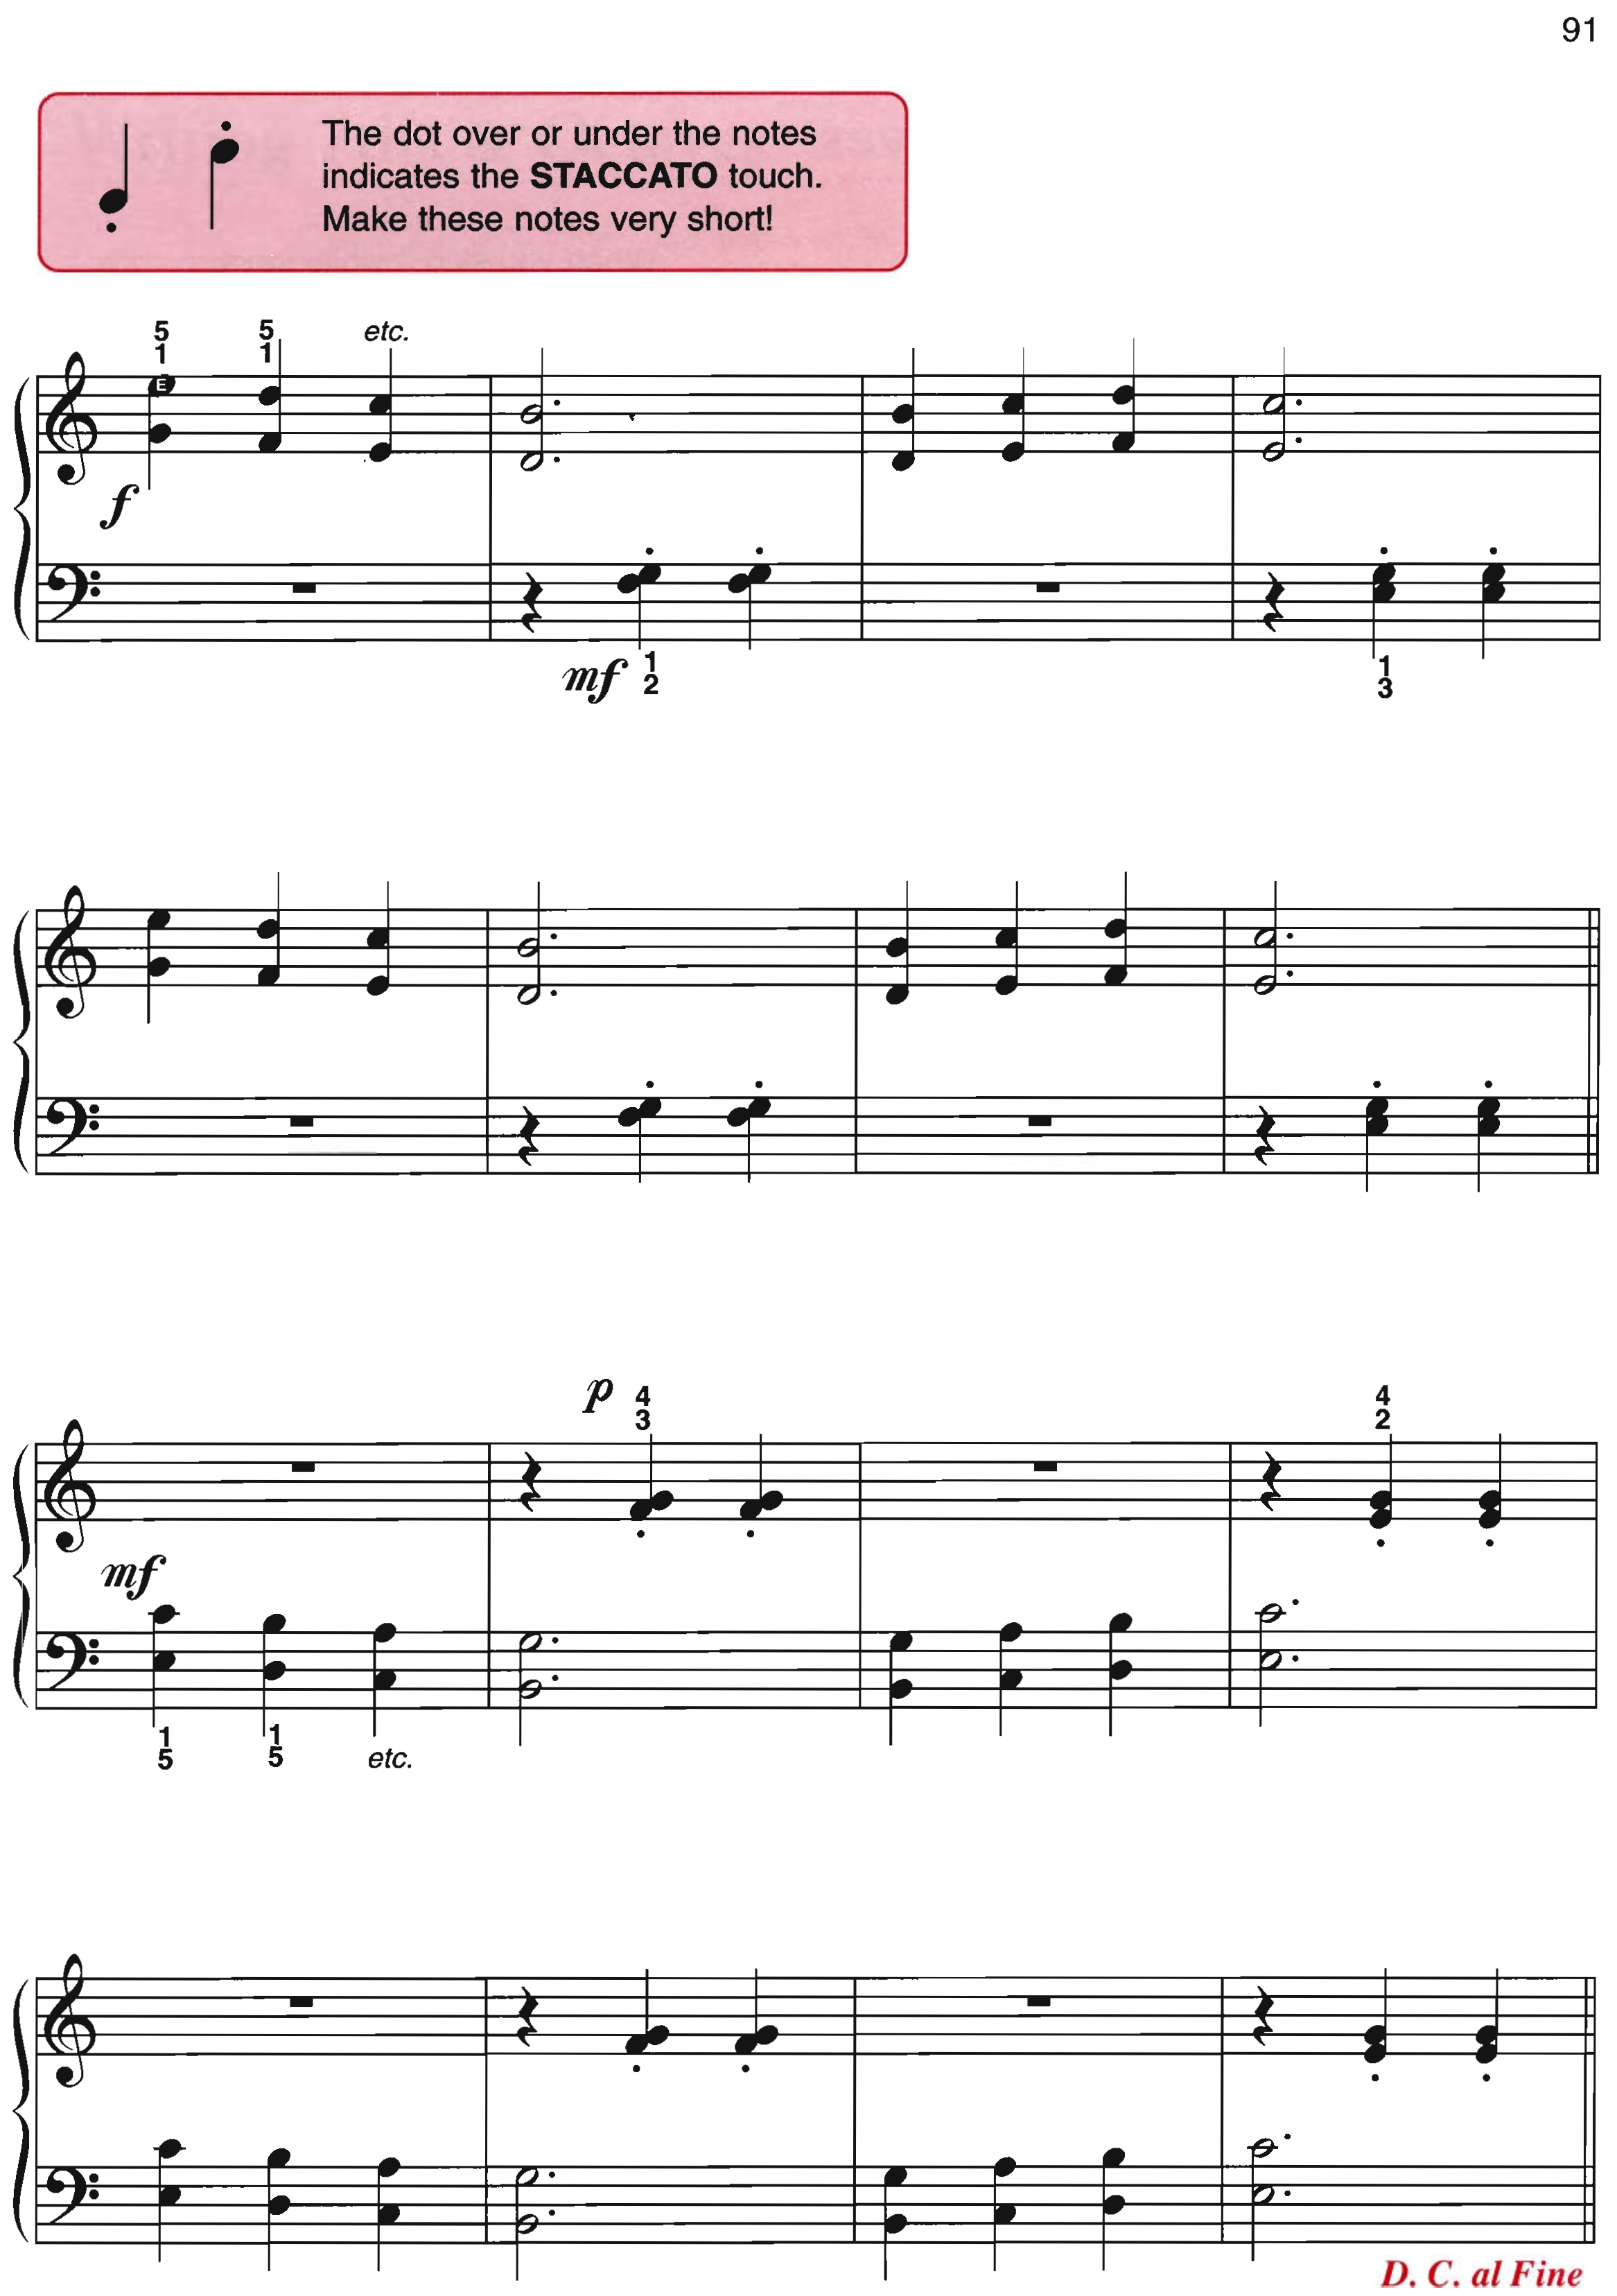 91
The dot over or under the notes
indicates the STACCATO touch.
Make these notes very short!
5 5 etc.
1 1
E
f
mf 1 1
2 3
p 4 4
3 2
mf
1 1
5 5 etc.
D. C. al Fine